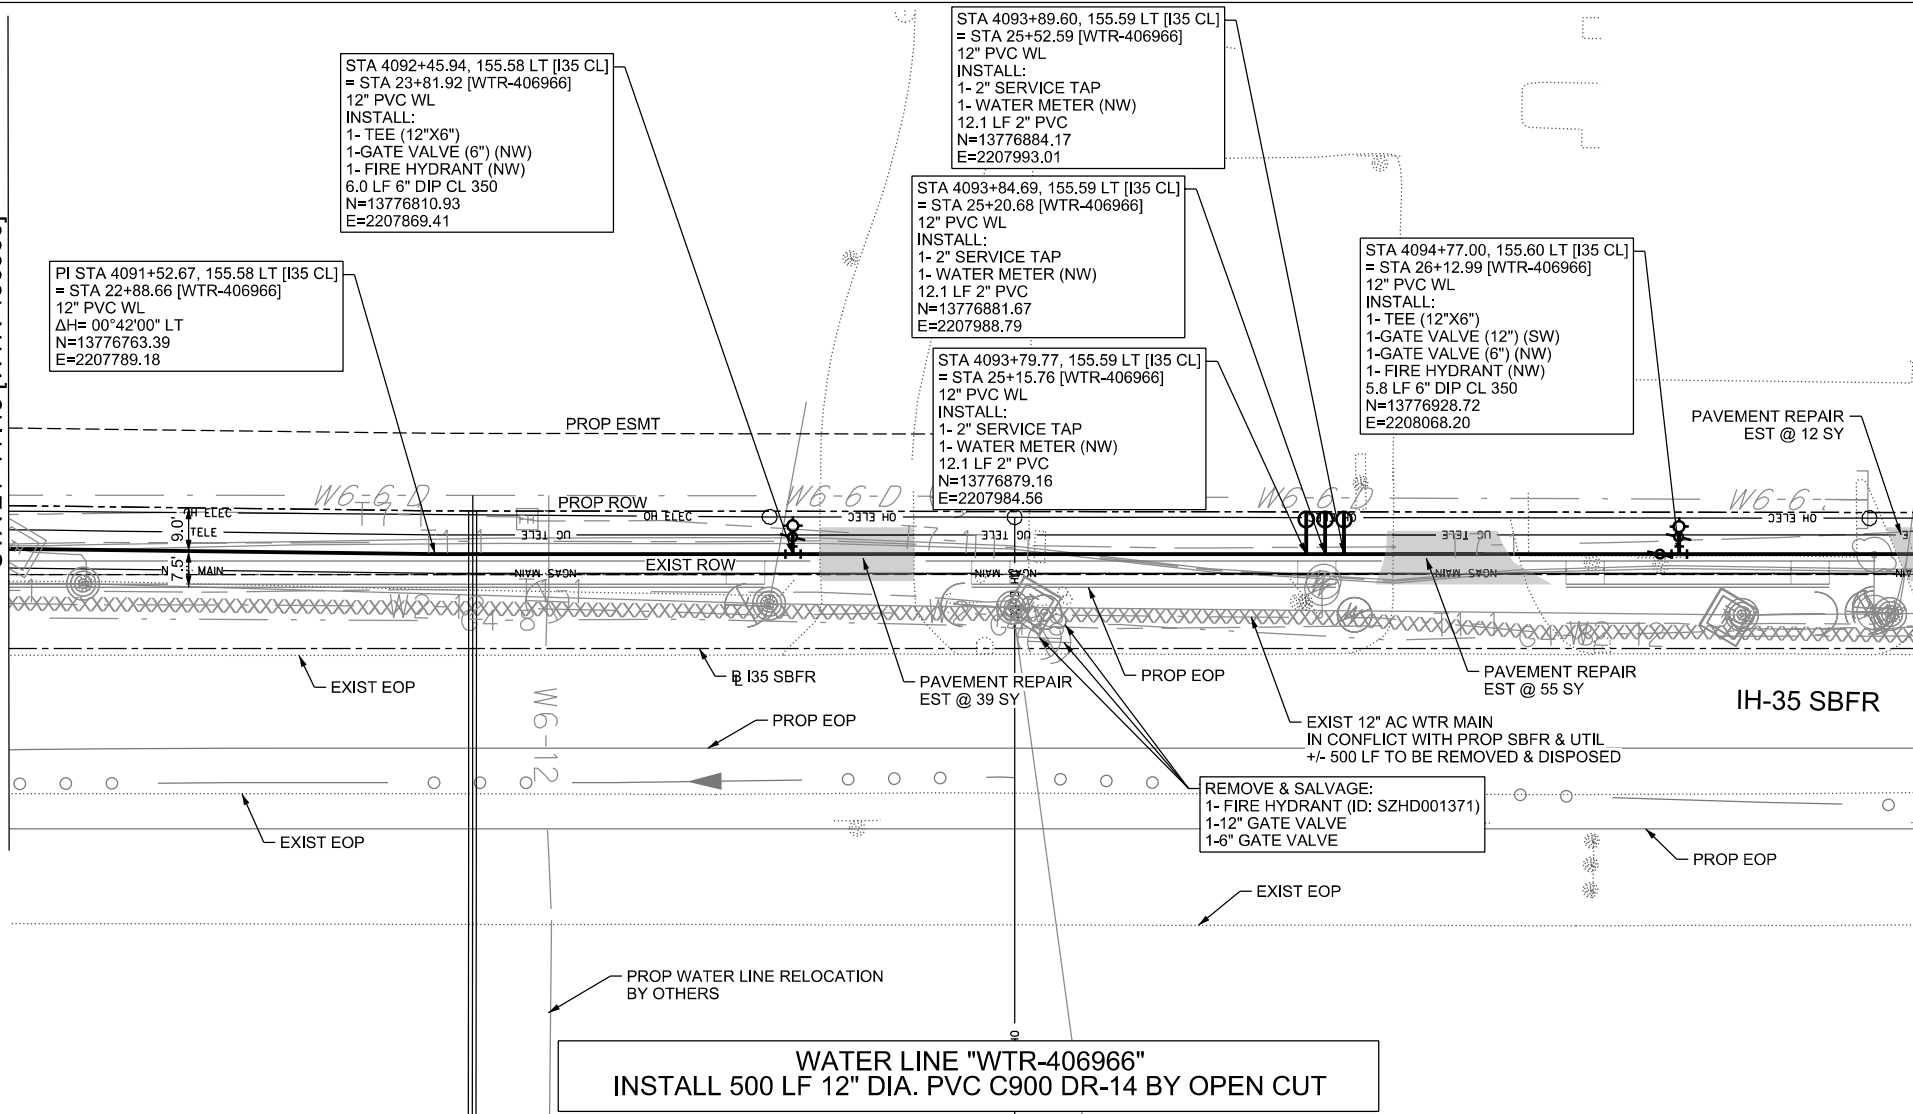 STA 4093+89.60, 155.59 LT [I35 CL]
= STA 25+52.59 [WTR-406966]
12" PVC WL
INSTALL:
1- 2" SERVICE TAP
1- WATER METER (NW)
12.1 LF 2" PVC
N=13776884.17
E=2207993.01
STA 4092+45.94, 155.58 LT [I35 CL]
= STA 23+81.92 [WTR-406966]
12" PVC WL
INSTALL:
1- TEE (12"X6")
1-GATE VALVE (6") (NW)
1- FIRE HYDRANT (NW)
6.0 LF 6" DIP CL 350
N=13776810.93
E=2207869.41
STA 4093+84.69, 155.59 LT [I35 CL]
= STA 25+20.68 [WTR-406966]
12" PVC WL
INSTALL:
1- 2" SERVICE TAP
1- WATER METER (NW)
12.1 LF 2" PVC
N=13776881.67
E=2207988.79
STA 4094+77.00, 155.60 LT [I35 CL]
= STA 26+12.99 [WTR-406966]
12" PVC WL
INSTALL:
1- TEE (12"X6")
1-GATE VALVE (12") (SW)
1-GATE VALVE (6") (NW)
1- FIRE HYDRANT (NW)
5.8 LF 6" DIP CL 350
N=13776928.72
E=2208068.20
PI STA 4091+52.67, 155.58 LT [I35 CL]
= STA 22+88.66 [WTR-406966]
12" PVC WL
ΔH= 00°42'00" LT
N=13776763.39
E=2207789.18
STA 4093+79.77, 155.59 LT [I35 CL]
= STA 25+15.76 [WTR-406966]
12" PVC WL
INSTALL:
1- 2" SERVICE TAP
1- WATER METER (NW)
12.1 LF 2" PVC
N=13776879.16
E=2207984.56
PROP ESMT
PAVEMENT REPAIR
EST @ 12 SY
W6-6-D
W6-6-D
W6-6-D
W6-6
PROP ROW
OH ELEC
OH ELEC
OH ELEC
OH ELEC
9.0'
TELE
UG TELE
UG TELE
UG TELE
EXIST ROW
7.5'
MAIN
NGAS MAIN
NGAS MAIN
NGAS MAIN
EXIST EOP
℄ I35 SBFR
PAVEMENT REPAIR
EST @ 39 SY
PROP EOP
PAVEMENT REPAIR
EST @ 55 SY
IH-35 SBFR
W6-12
PROP EOP
EXIST 12" AC WTR MAIN
IN CONFLICT WITH PROP SBFR & UTIL
+/- 500 LF TO BE REMOVED & DISPOSED
REMOVE & SALVAGE:
1- FIRE HYDRANT (ID: SZHD001371)
1-12" GATE VALVE
1-6" GATE VALVE
EXIST EOP
PROP EOP
EXIST EOP
PROP WATER LINE RELOCATION
BY OTHERS
WATER LINE "WTR-406966"
INSTALL 500 LF 12" DIA. PVC C900 DR-14 BY OPEN CUT